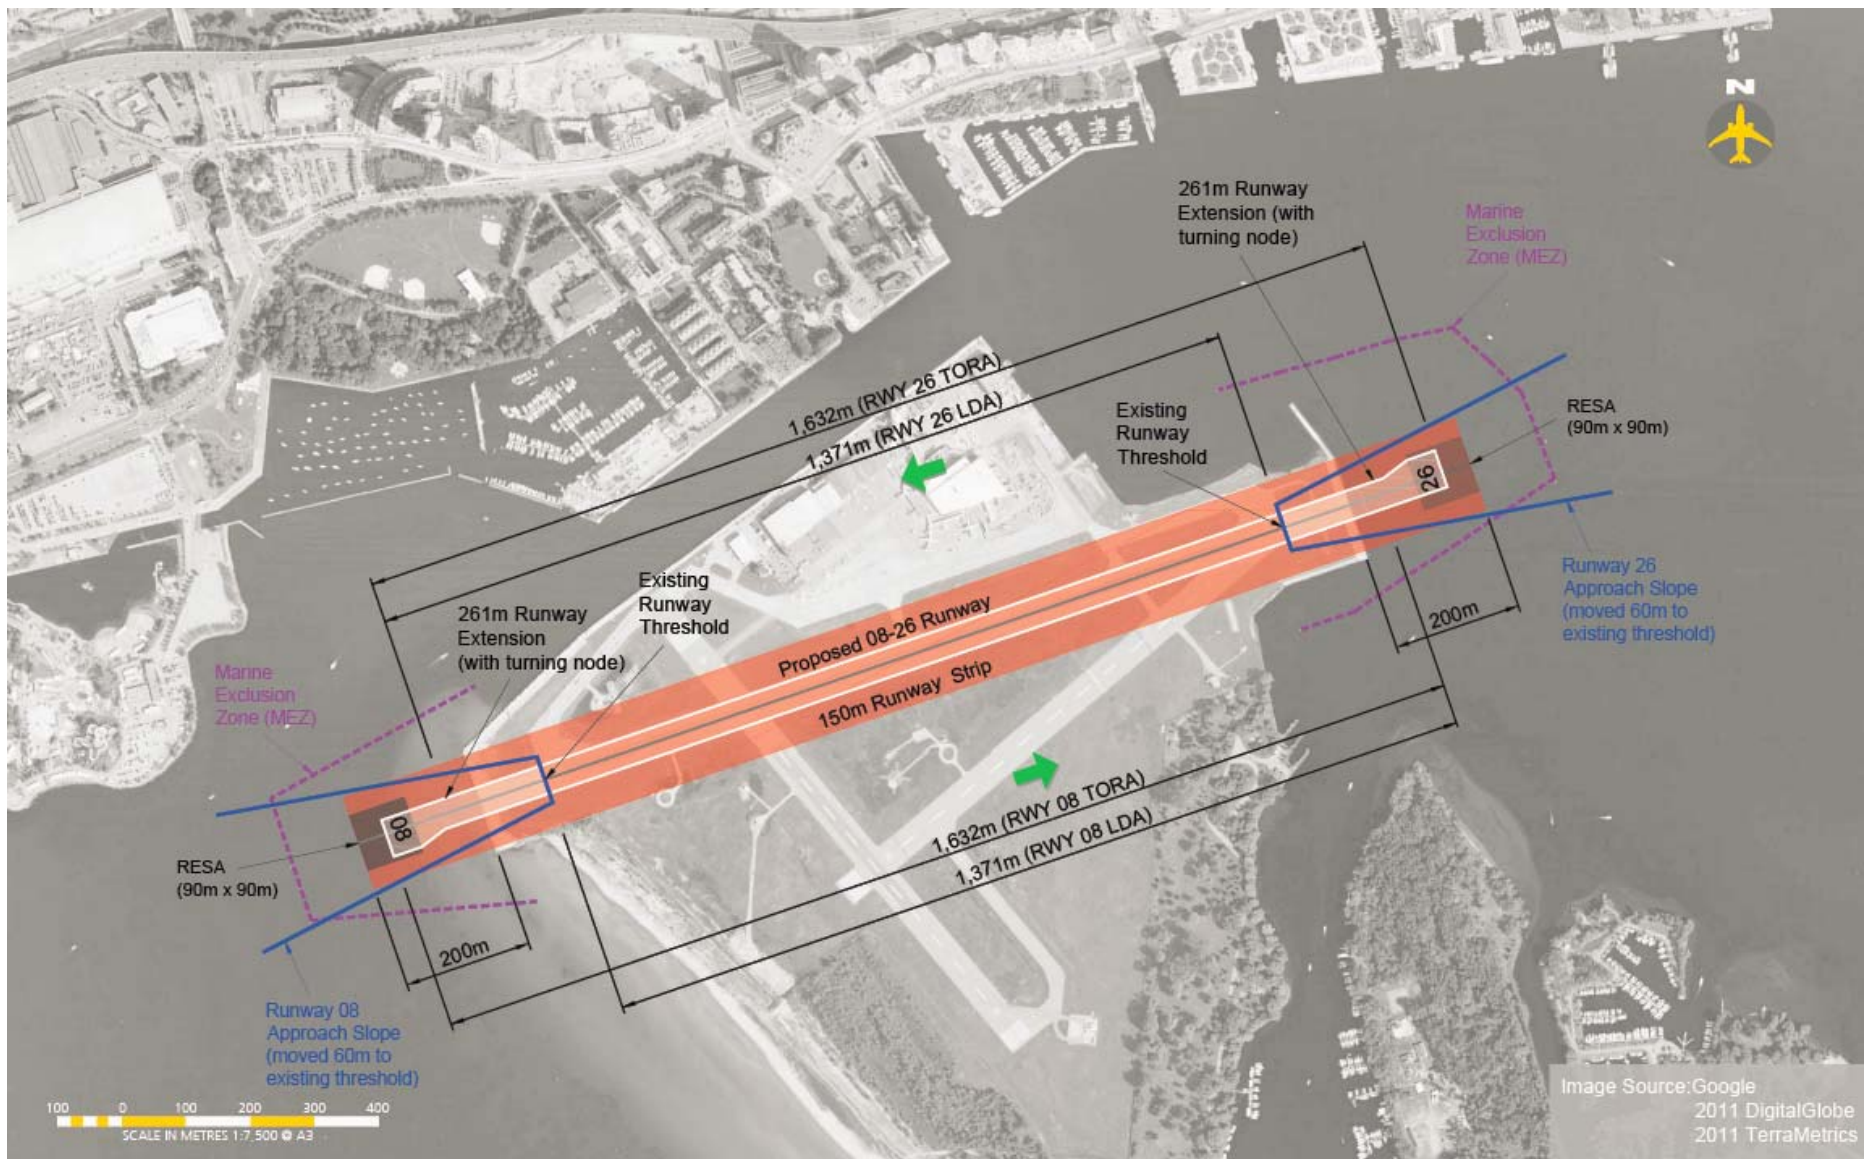 N
261m Runway
Extension (with
turning node)
Marine
Exclusion
Zone (MEZ)
1,632m (RWY 26 TORA)
1,371m (RWY 26 LDA)
Existing
Runway
Threshold
RESA
(90m x 90m)
26
Runway 26
Approach Slope
(moved 60m to
existing threshold)
200m
Existing
Runway
Threshold
261m Runway
Extension
(with turning node)
Proposed 08-26 Runway
150m Runway Strip
Marine
Exclusion
Zone (MEZ)
08
RESA
(90m x 90m)
200m
1,632m (RWY 08 TORA)
1,371m (RWY 08 LDA)
Runway 08
Approach Slope
(moved 60m to
existing threshold)
100 0 100 200 300 400
SCALE IN METRES 1:7,500 @ A3
Image Source:Google
2011 DigitalGlobe
2011 TerraMetrics